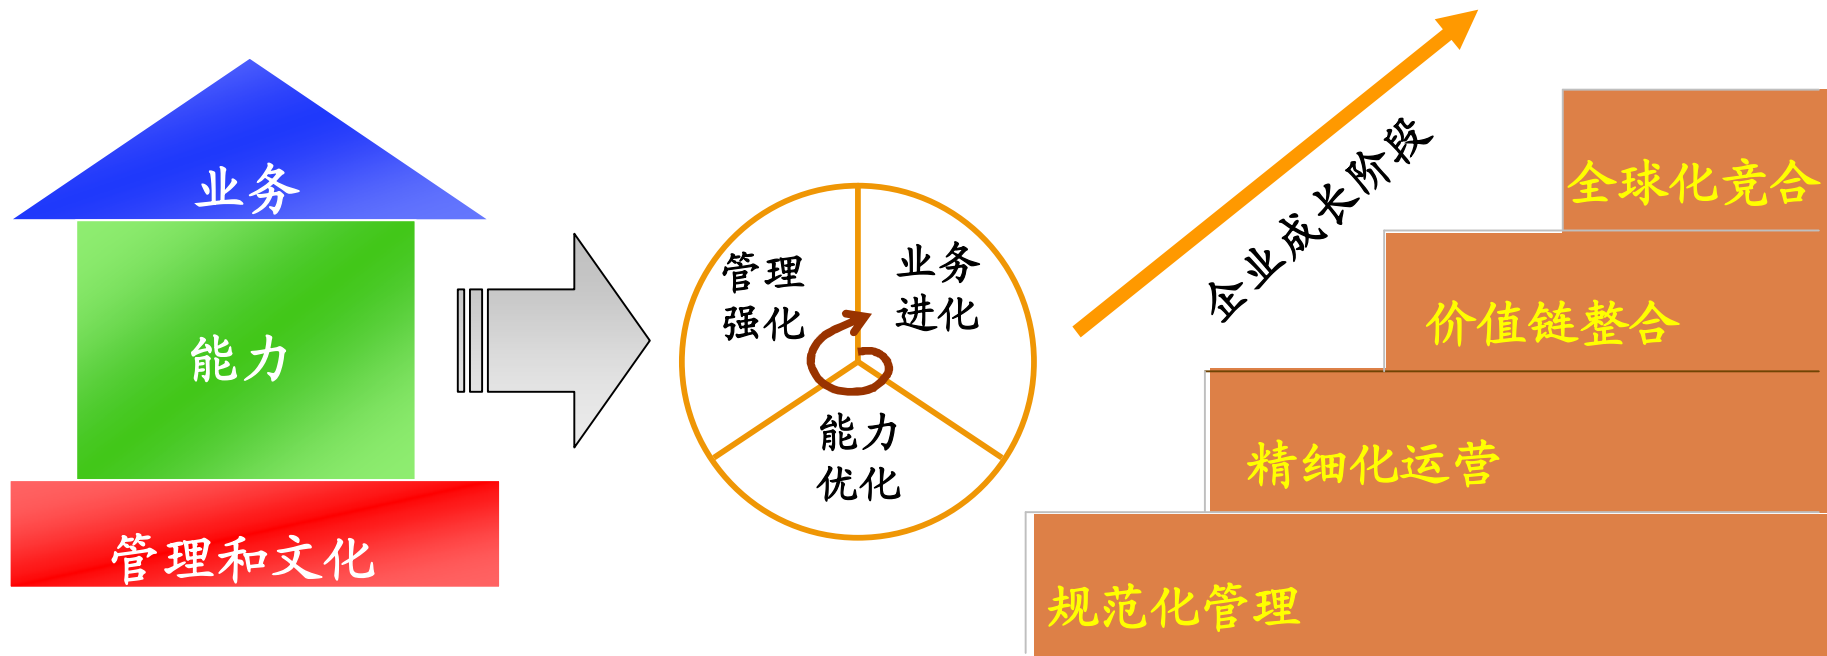 业务
能力
管理和文化
管理
强化
业务
进化
能力
优化
企业成长阶段
全球化竞合
价值链整合
精细化运营
规范化管理